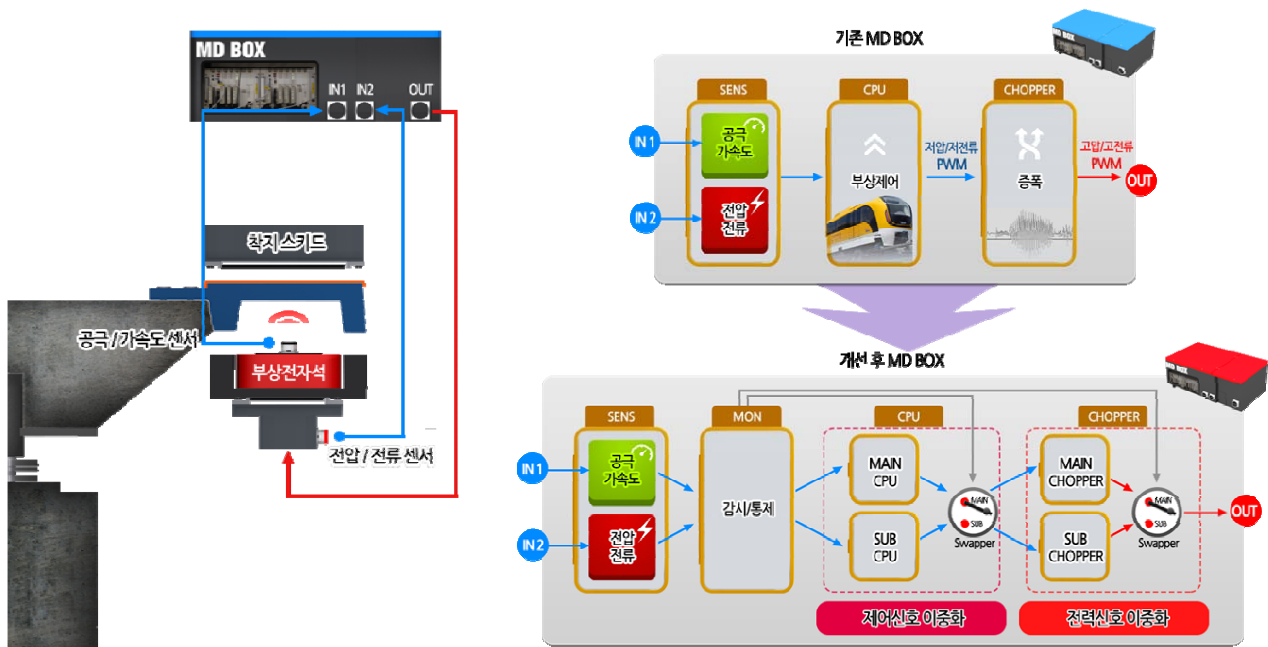 MD BOX
IN1
IN2
OUT
착지 스키드
공극 / 가속도 센서
부상전자석
전압 / 전류 센서
기존 MD BOX
SENS
CPU
CHOPPER
IN 1
IN 2
공극
가속도
전압
전류
부상제어
저압/저전류
PWM
증폭
고압/고전류
PWM
OUT
개선 후 MD BOX
SENS
MON
CPU
CHOPPER
IN1
IN2
공극
가속도
전압
전류
감시/통제
MAIN
CPU
SUB
CPU
MAIN
SUB
Swapper
MAIN
CHOPPER
SUB
CHOPPER
MAIN
SUB
Swapper
OUT
제어신호 이중화
전력신호 이중화